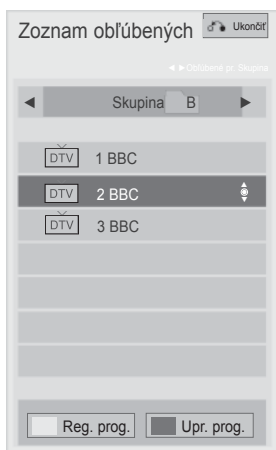 Zoznam obľúbených
Ukončiť
◄ ►Obľúbené pr. Skupina
◄ Skupina B ►
DTV 1 BBC
DTV 2 BBC
DTV 3 BBC
Reg. prog. Upr. prog.